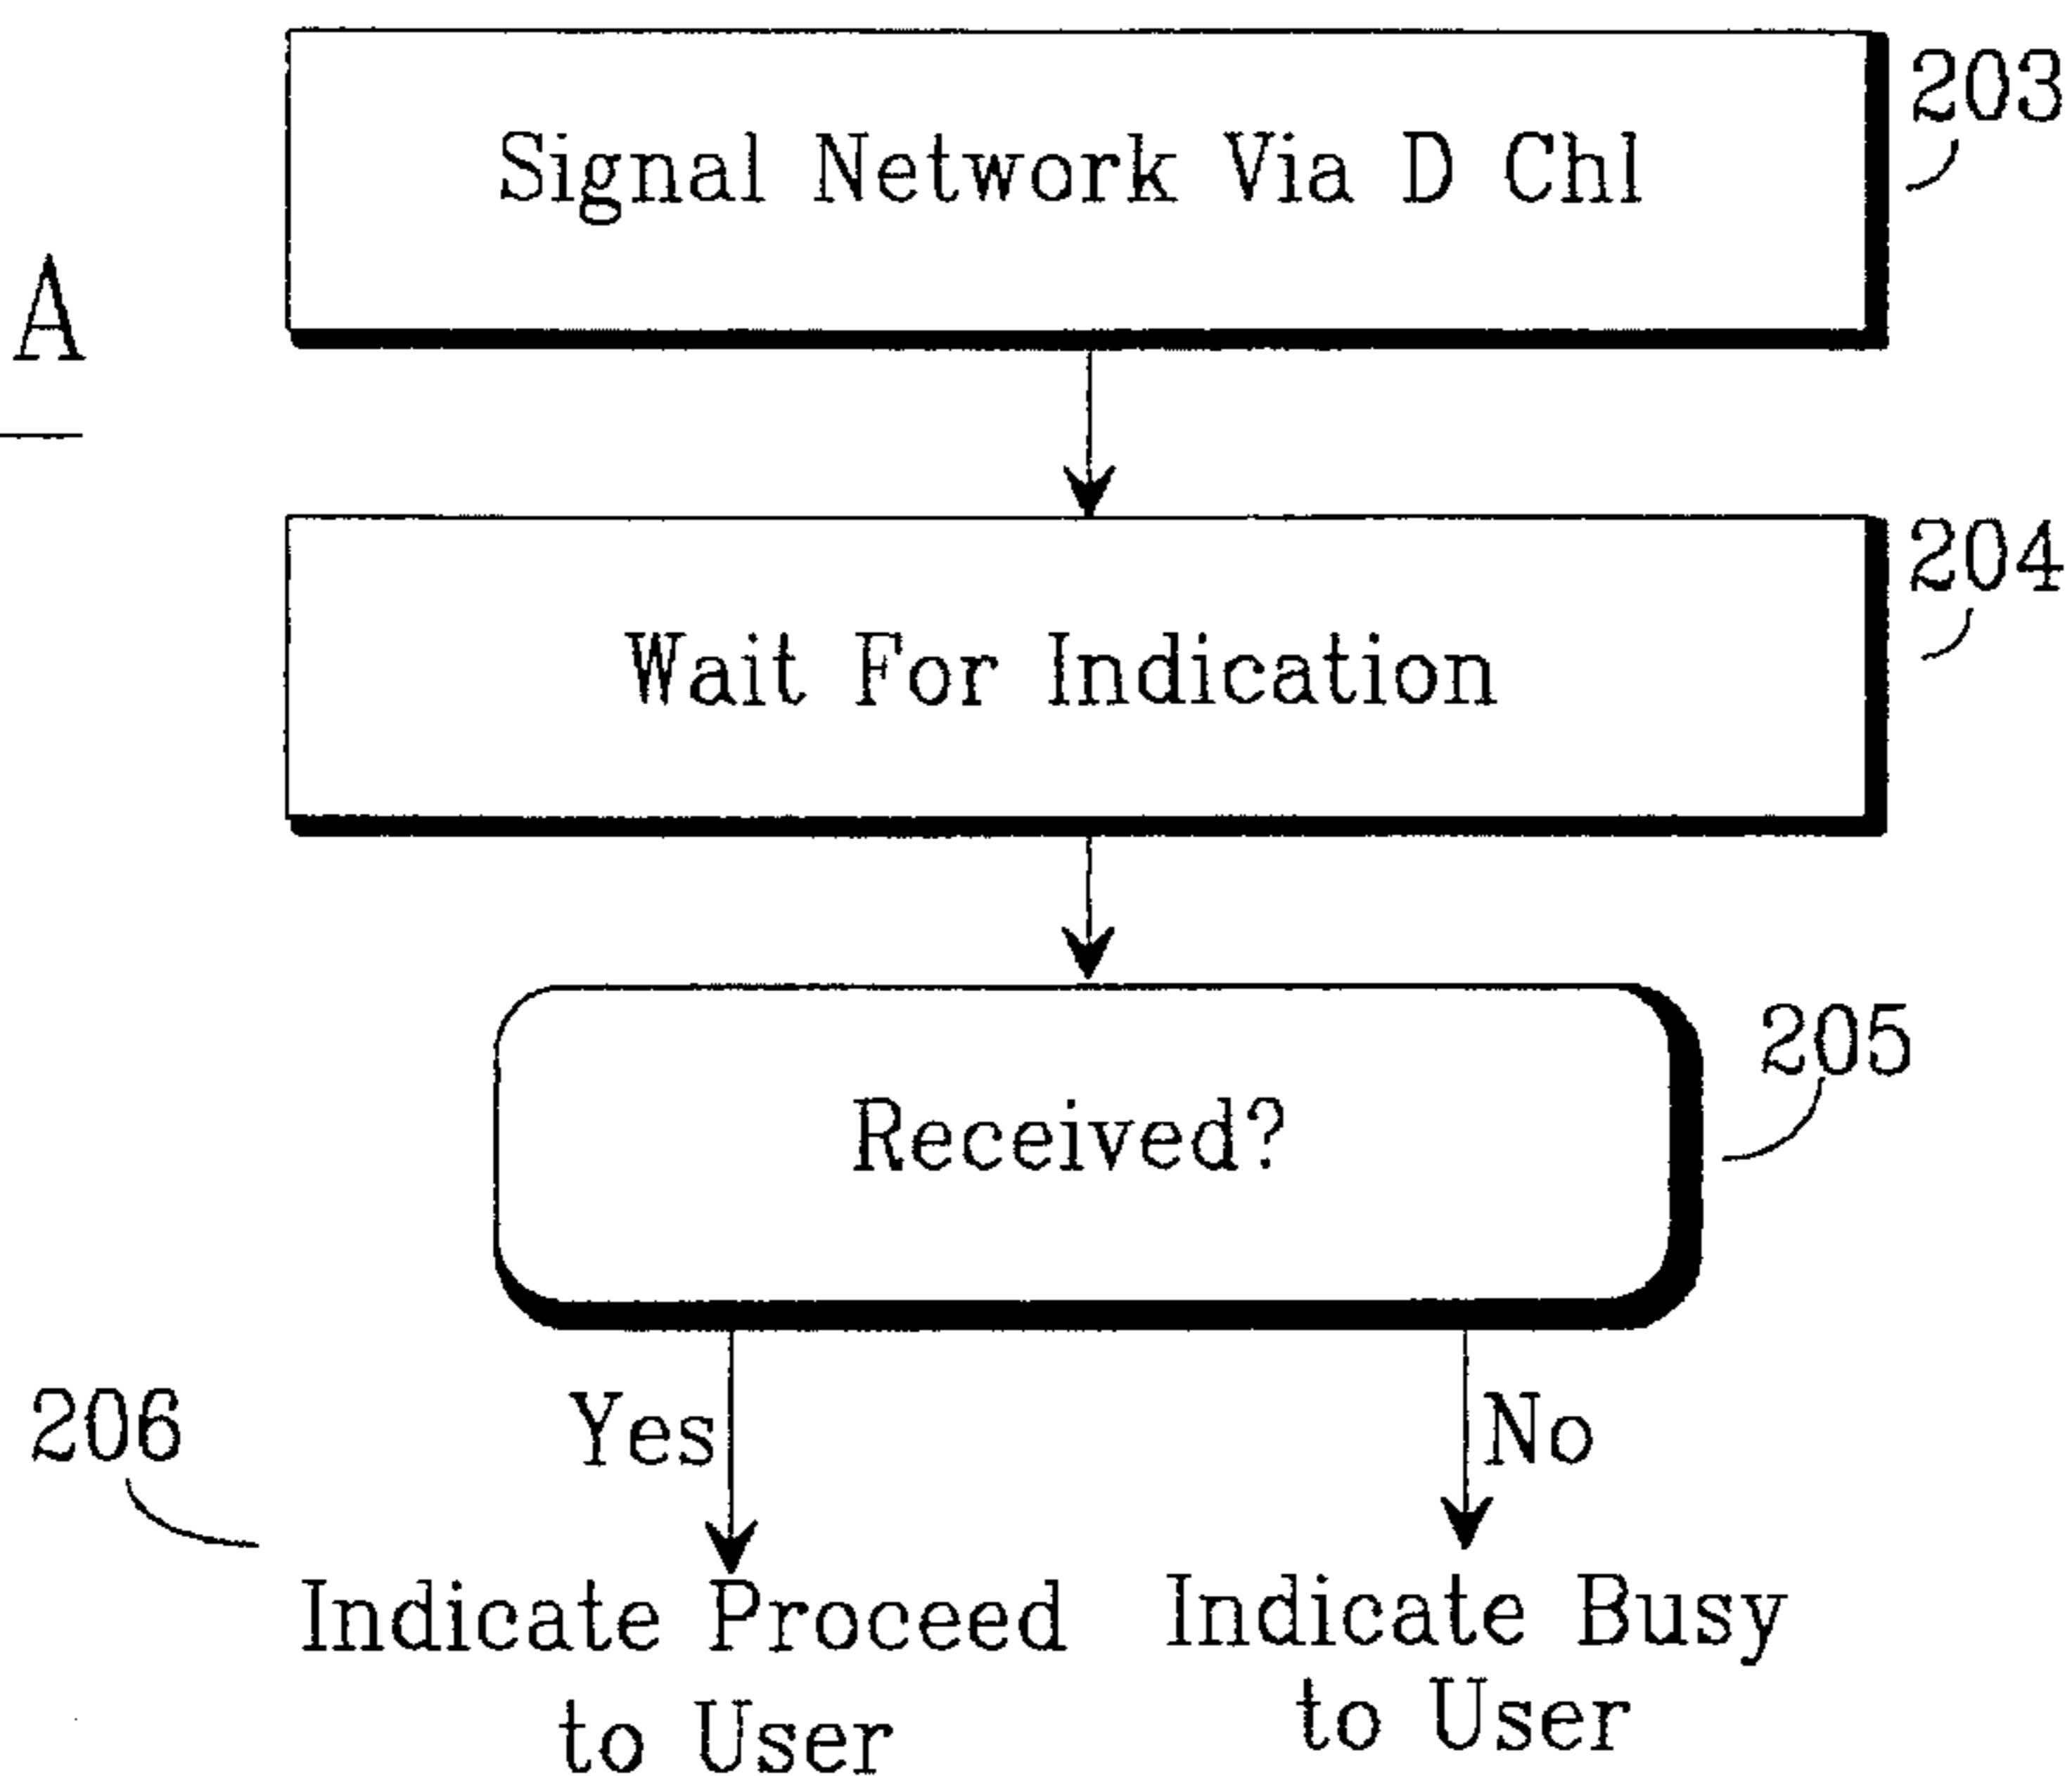 203
Signal Network Via D Chl
A
204
Wait For Indication
205
Received?
206
Yes
No
Indicate Proceed
to User
Indicate Busy
to User